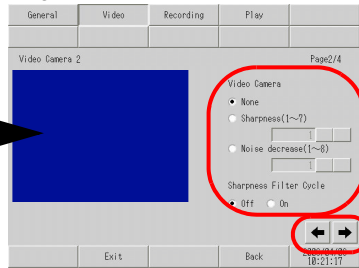 General Video Recording Play
Video Camera 2 Page2/4
Video Camera
None
Sharpness(1～7)
1
Noise decrease(1～8)
1
Sharpness Filter Cycle
Off On
Exit Back
10:21:17